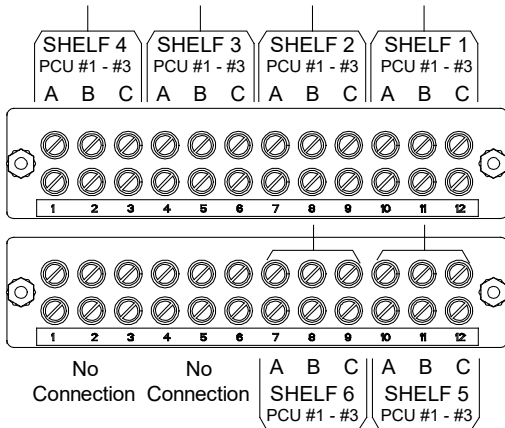 SHELF 4 SHELF 3 SHELF 2 SHELF 1
PCU #1 - #3 PCU #1 - #3 PCU #1 - #3 PCU #1 - #3
A B C A B C A B C A B C
1 2 3 4 5 6 7 8 9 10 11 12
1 2 3 4 5 6 7 8 9 10 11 12
No No A B C A B C
Connection Connection SHELF 6 SHELF 5
PCU #1 - #3 PCU #1 - #3